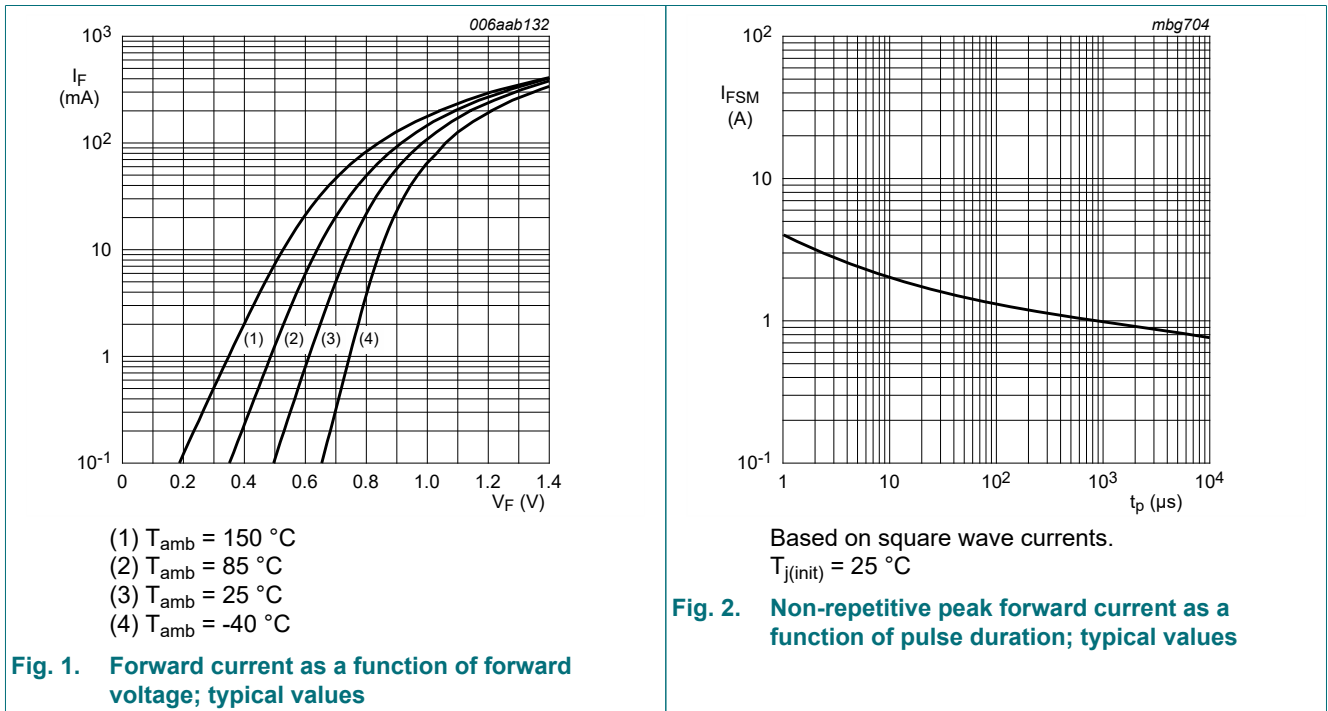 006aab132
10³
I_F
(mA)
10²
10
1
10⁻¹
(1)
(2)
(3)
(4)
0
0.2
0.4
0.6
0.8
1.0
1.2
1.4
V_F (V)
(1) T_amb = 150 °C
(2) T_amb = 85 °C
(3) T_amb = 25 °C
(4) T_amb = -40 °C
Fig. 1. Forward current as a function of forward
voltage; typical values
mbg704
10²
I_FSM
(A)
10
1
10⁻¹
1
10
10²
10³
10⁴
t_p (μs)
Based on square wave currents.
T_j(init) = 25 °C
Fig. 2. Non-repetitive peak forward current as a
function of pulse duration; typical values